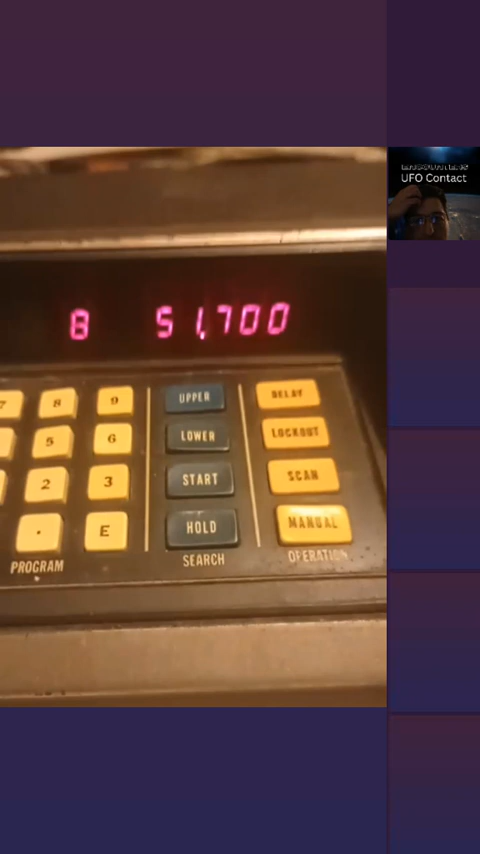 UFO Contact
8 51,700
7 8 9
UPPER
DELAY
5 6
LOWER
LOCKOUT
2 3
START
SCAN
. E
HOLD
MANUAL
PROGRAM
SEARCH
OPERATION